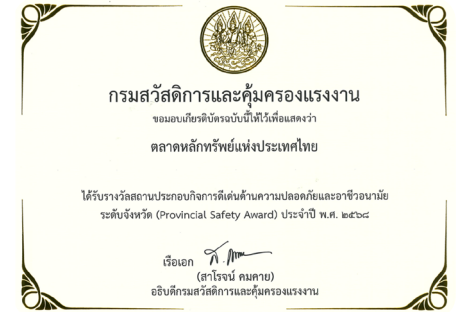 กรมสวัสดิการและคุ้มครองแรงงาน
ขอมอบเกียรติบัตรฉบับนี้ให้ไว้เพื่อแสดงว่า
ตลาดหลักทรัพย์แห่งประเทศไทย
ได้รับรางวัลสถานประกอบกิจการดีเด่นด้านความปลอดภัยและอาชีวอนามัย
ระดับจังหวัด (Provincial Safety Award) ประจำปี พ.ศ. ๒๕๖๘
เรือเอก
(สาโรจน์ คมคาย)
อธิบดีกรมสวัสดิการและคุ้มครองแรงงาน